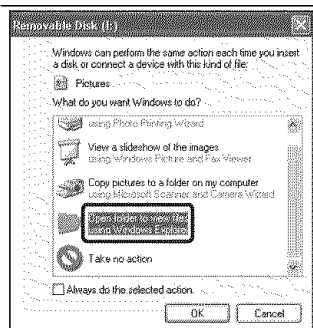 Removable Disk (I:)
Windows can perform the same action each time you insert
a disk or connect a device with this kind of file:
Pictures
What do you want Windows to do?
using Photo Printing Wizard
View a slideshow of the images
using Windows Picture and Fax Viewer
Copy pictures to a folder on my computer
using Microsoft Scanner and Camera Wizard
Open folder to view files
using Windows Explorer
Take no action
Always do the selected action.
OK
Cancel